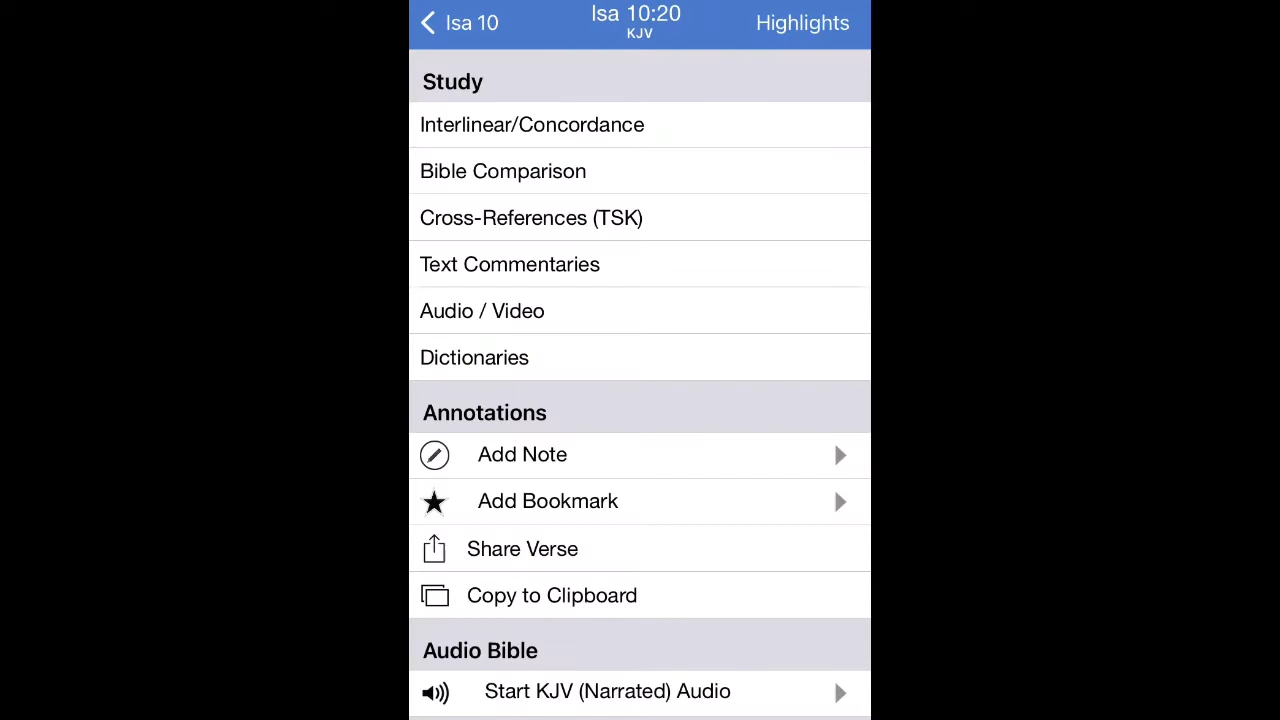 Isa 10
Isa 10:20
KJV
Highlights
Study
Interlinear/Concordance
Bible Comparison
Cross-References (TSK)
Text Commentaries
Audio / Video
Dictionaries
Annotations
Add Note
Add Bookmark
Share Verse
Copy to Clipboard
Audio Bible
Start KJV (Narrated) Audio